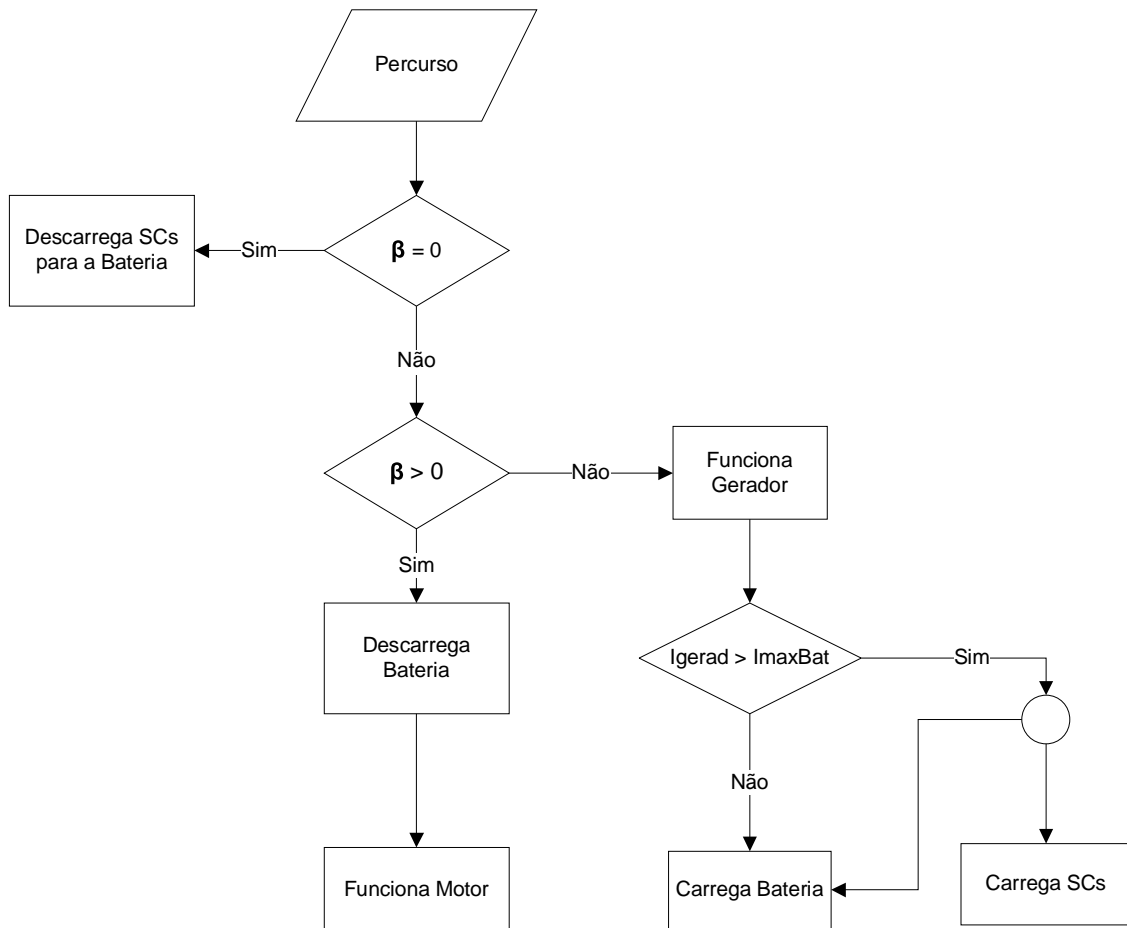 Percurso
Descarrega SCs
para a Bateria
Sim
β = 0
Não
β > 0
Não
Funciona
Gerador
Sim
Descarrega
Bateria
Igerad > ImaxBat
Sim
Não
Funciona Motor
Carrega Bateria
Carrega SCs